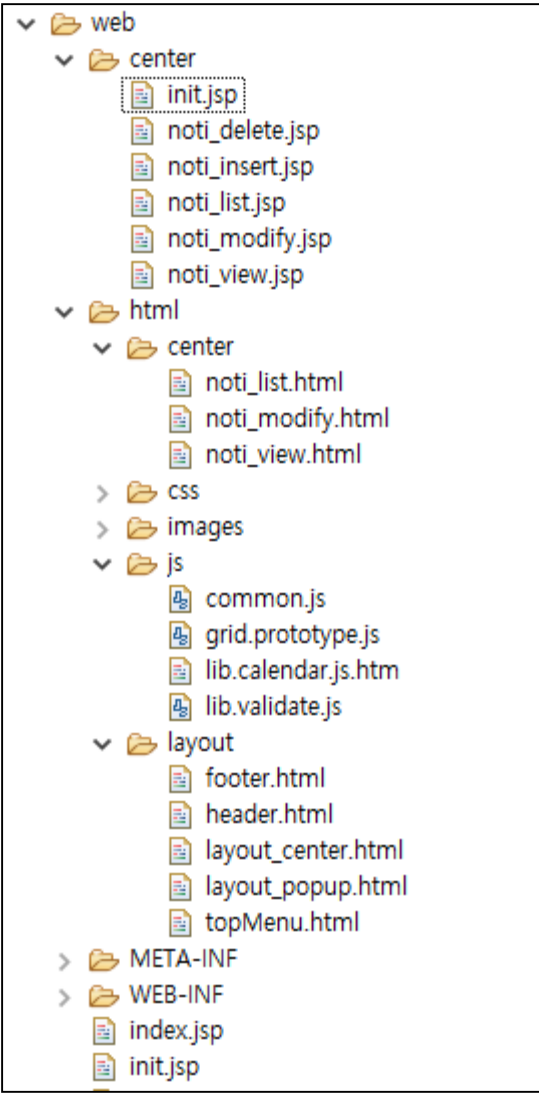 web
center
init.jsp
noti_delete.jsp
noti_insert.jsp
noti_list.jsp
noti_modify.jsp
noti_view.jsp
html
center
noti_list.html
noti_modify.html
noti_view.html
css
images
js
common.js
grid.prototype.js
lib.calendar.js.htm
lib.validate.js
layout
footer.html
header.html
layout_center.html
layout_popup.html
topMenu.html
META-INF
WEB-INF
index.jsp
init.jsp